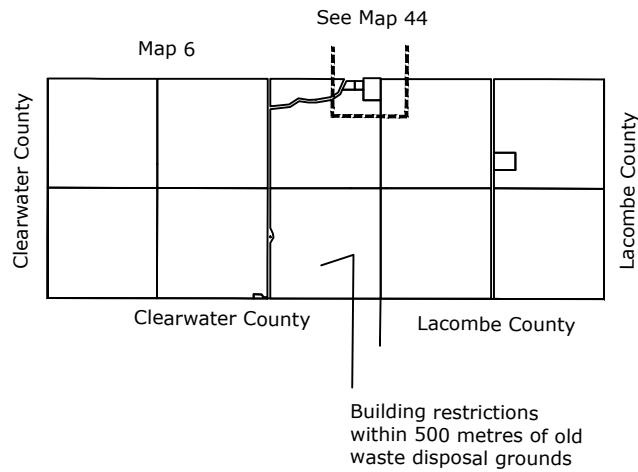 See Map 44
Map 6
Clearwater County
Lacombe County
Clearwater County
Lacombe County
Building restrictions
within 500 metres of old
waste disposal grounds